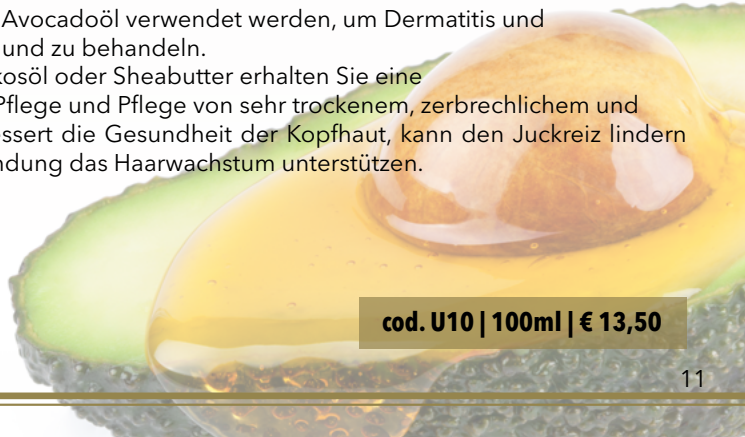 Avocadoöl verwendet werden, um Dermatitis und
und zu behandeln.
kosöl oder Sheabutter erhalten Sie eine
Pflege und Pflege von sehr trockenem, zerbrechlichem und
ssert die Gesundheit der Kopfhaut, kann den Juckreiz lindern
ndung das Haarwachstum unterstützen.
cod. U10 | 100ml | € 13,50
11